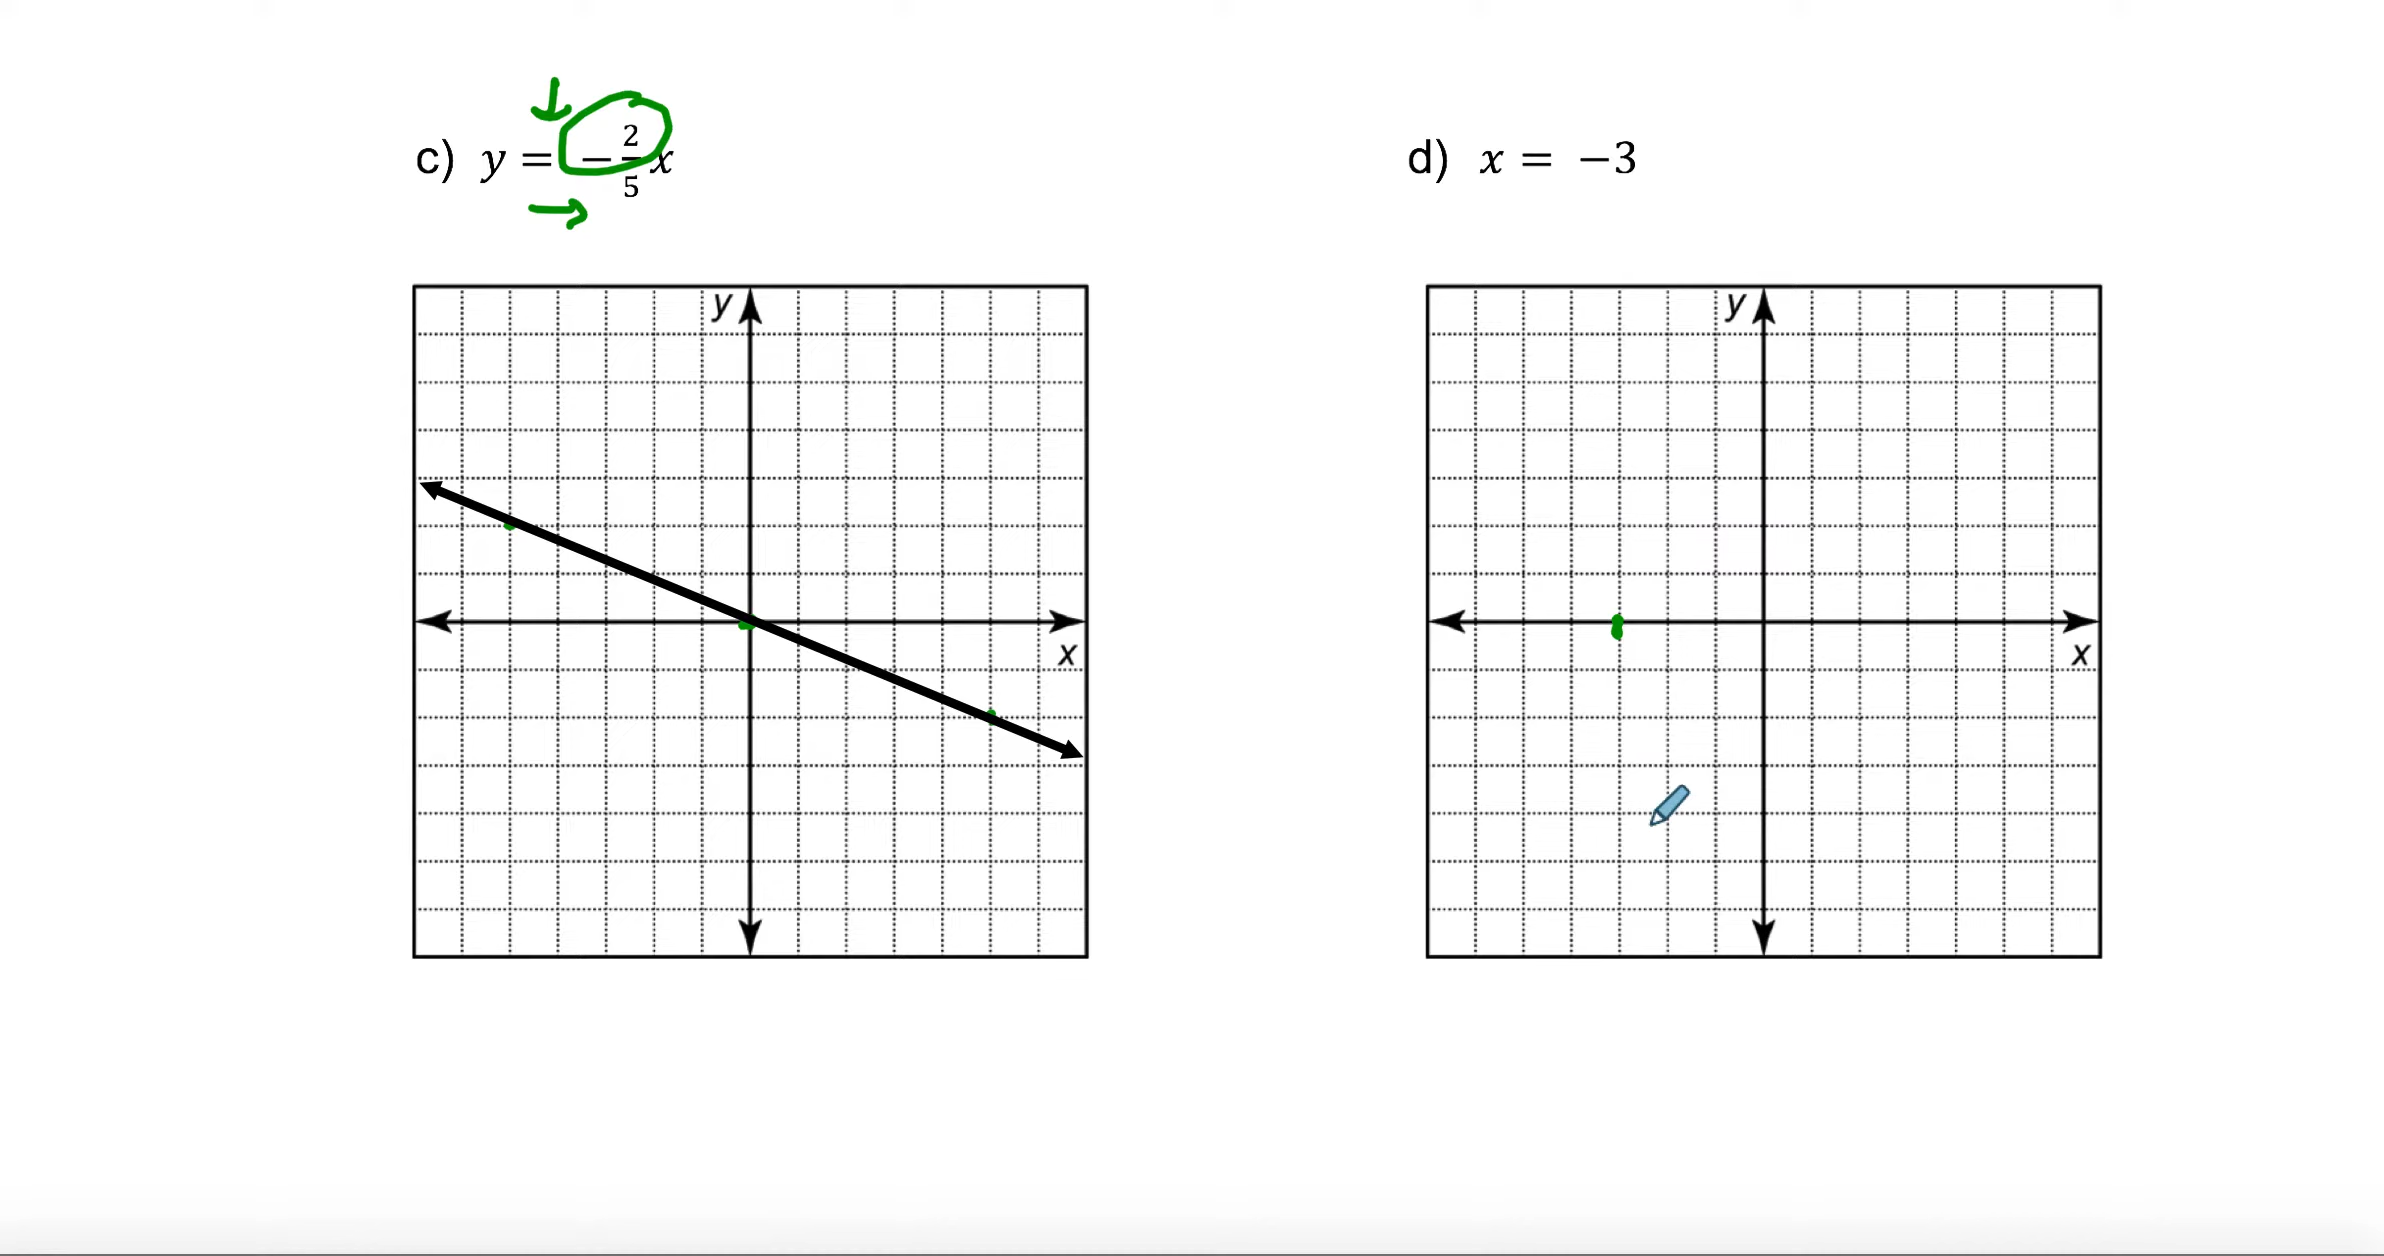 c) y = −2/5x
d) x = −3
y
y
x
x